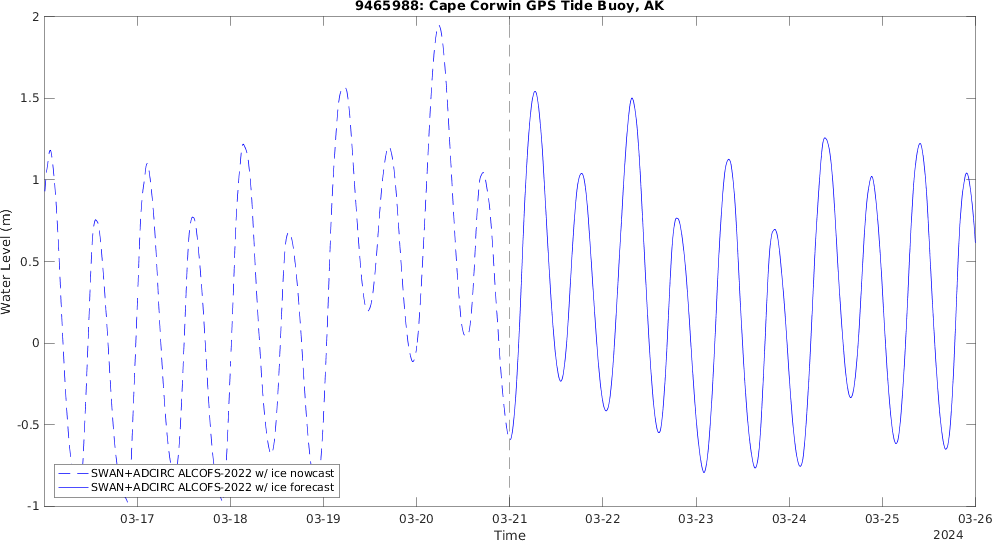 9465988: Cape Corwin GPS Tide Buoy, AK
Water Level (m)
2
1.5
1
0.5
0
-0.5
-1
SWAN+ADCIRC ALCOFS-2022 w/ ice nowcast
SWAN+ADCIRC ALCOFS-2022 w/ ice forecast
03-17 03-18 03-19 03-20 03-21 03-22 03-23 03-24 03-25 03-26
Time
2024